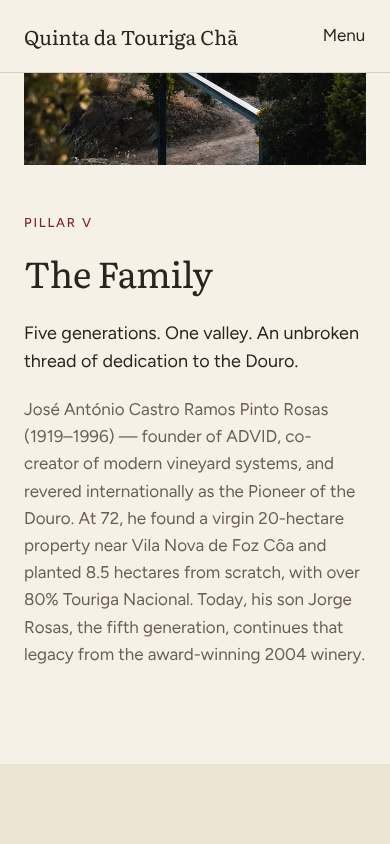 Quinta da Touriga Chã
Menu
PILLAR V
The Family
Five generations. One valley. An unbroken
thread of dedication to the Douro.
José António Castro Ramos Pinto Rosas
(1919–1996) — founder of ADVID, co-
creator of modern vineyard systems, and
revered internationally as the Pioneer of the
Douro. At 72, he found a virgin 20-hectare
property near Vila Nova de Foz Côa and
planted 8.5 hectares from scratch, with over
80% Touriga Nacional. Today, his son Jorge
Rosas, the fifth generation, continues that
legacy from the award-winning 2004 winery.